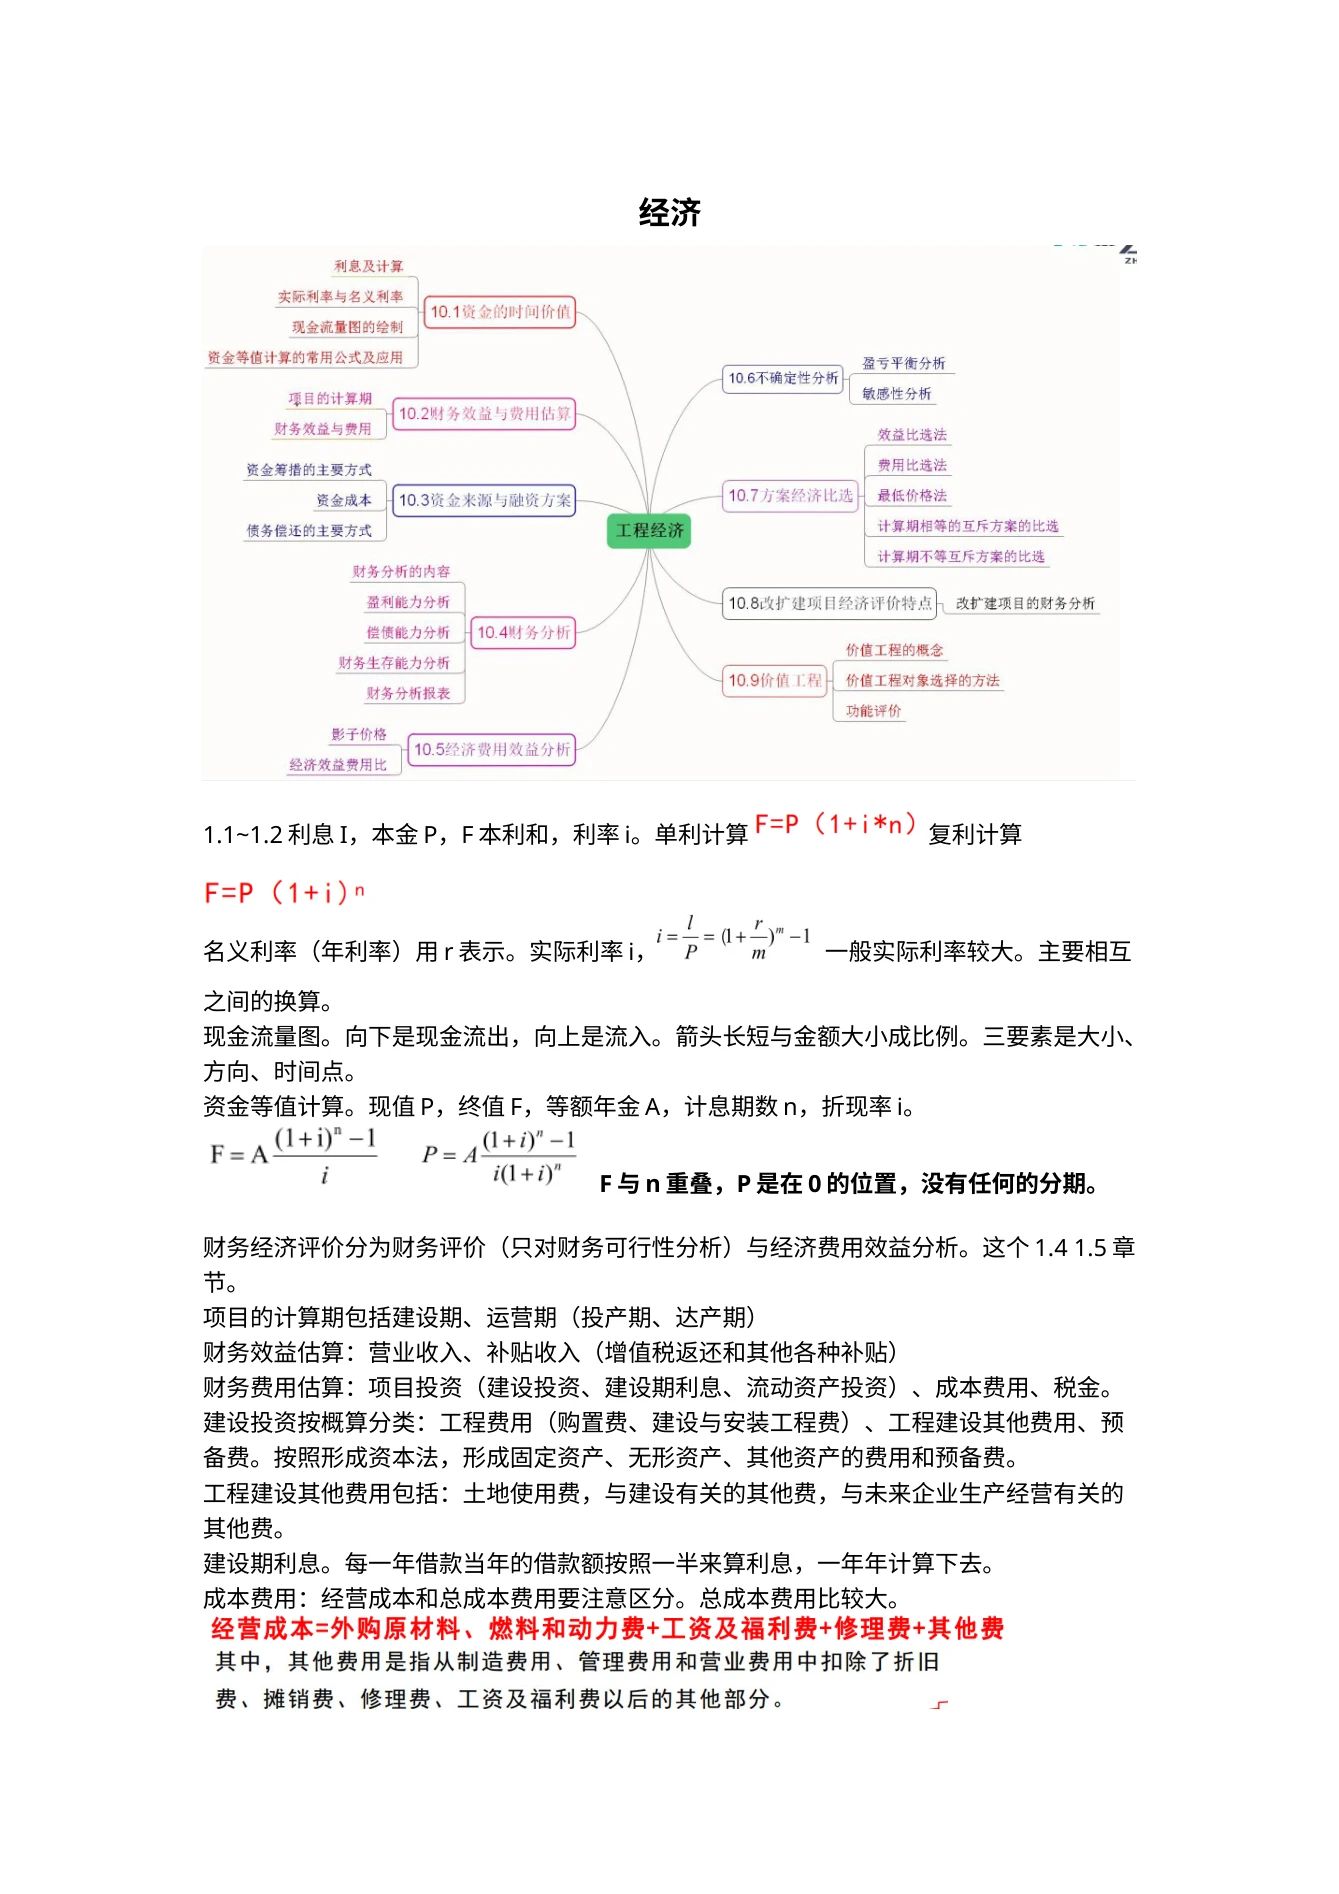 经济
ZH
利息及计算
实际利率与名义利率
现金流量图的绘制
资金等值计算的常用公式及应用
10.1资金的时间价值
项目的计算期
财务效益与费用
10.2财务效益与费用估算
资金筹措的主要方式
资金成本
债务偿还的主要方式
10.3资金来源与融资方案
财务分析的内容
盈利能力分析
偿债能力分析
财务生存能力分析
财务分析报表
10.4财务分析
影子价格
经济效益费用比
10.5经济费用效益分析
工程经济
10.6不确定性分析
盈亏平衡分析
敏感性分析
10.7方案经济比选
效益比选法
费用比选法
最低价格法
计算期相等的互斥方案的比选
计算期不等互斥方案的比选
10.8改扩建项目经济评价特点
改扩建项目的财务分析
10.9价值工程
价值工程的概念
价值工程对象选择的方法
功能评价
1.1~1.2 利息 I，本金 P，F 本利和，利率 i。单利计算 F=P（1+i*n）复利计算
F=P（1+i）ⁿ
名义利率（年利率）用 r 表示。实际利率 i，i = l/P = (1 + r/m)^m − 1 一般实际利率较大。主要相互
之间的换算。
现金流量图。向下是现金流出，向上是流入。箭头长短与金额大小成比例。三要素是大小、
方向、时间点。
资金等值计算。现值 P，终值 F，等额年金 A，计息期数 n，折现率 i。
F = A ((1+i)^n − 1)/i P = A ((1+i)^n − 1)/(i(1+i)^n) F 与 n 重叠，P 是在 0 的位置，没有任何的分期。
财务经济评价分为财务评价（只对财务可行性分析）与经济费用效益分析。这个 1.4 1.5 章
节。
项目的计算期包括建设期、运营期（投产期、达产期）
财务效益估算：营业收入、补贴收入（增值税返还和其他各种补贴）
财务费用估算：项目投资（建设投资、建设期利息、流动资产投资）、成本费用、税金。
建设投资按概算分类：工程费用（购置费、建设与安装工程费）、工程建设其他费用、预
备费。按照形成资本法，形成固定资产、无形资产、其他资产的费用和预备费。
工程建设其他费用包括：土地使用费，与建设有关的其他费，与未来企业生产经营有关的
其他费。
建设期利息。每一年借款当年的借款额按照一半来算利息，一年年计算下去。
成本费用：经营成本和总成本费用要注意区分。总成本费用比较大。
经营成本=外购原材料、燃料和动力费+工资及福利费+修理费+其他费
其中，其他费用是指从制造费用、管理费用和营业费用中扣除了折旧
费、摊销费、修理费、工资及福利费以后的其他部分。